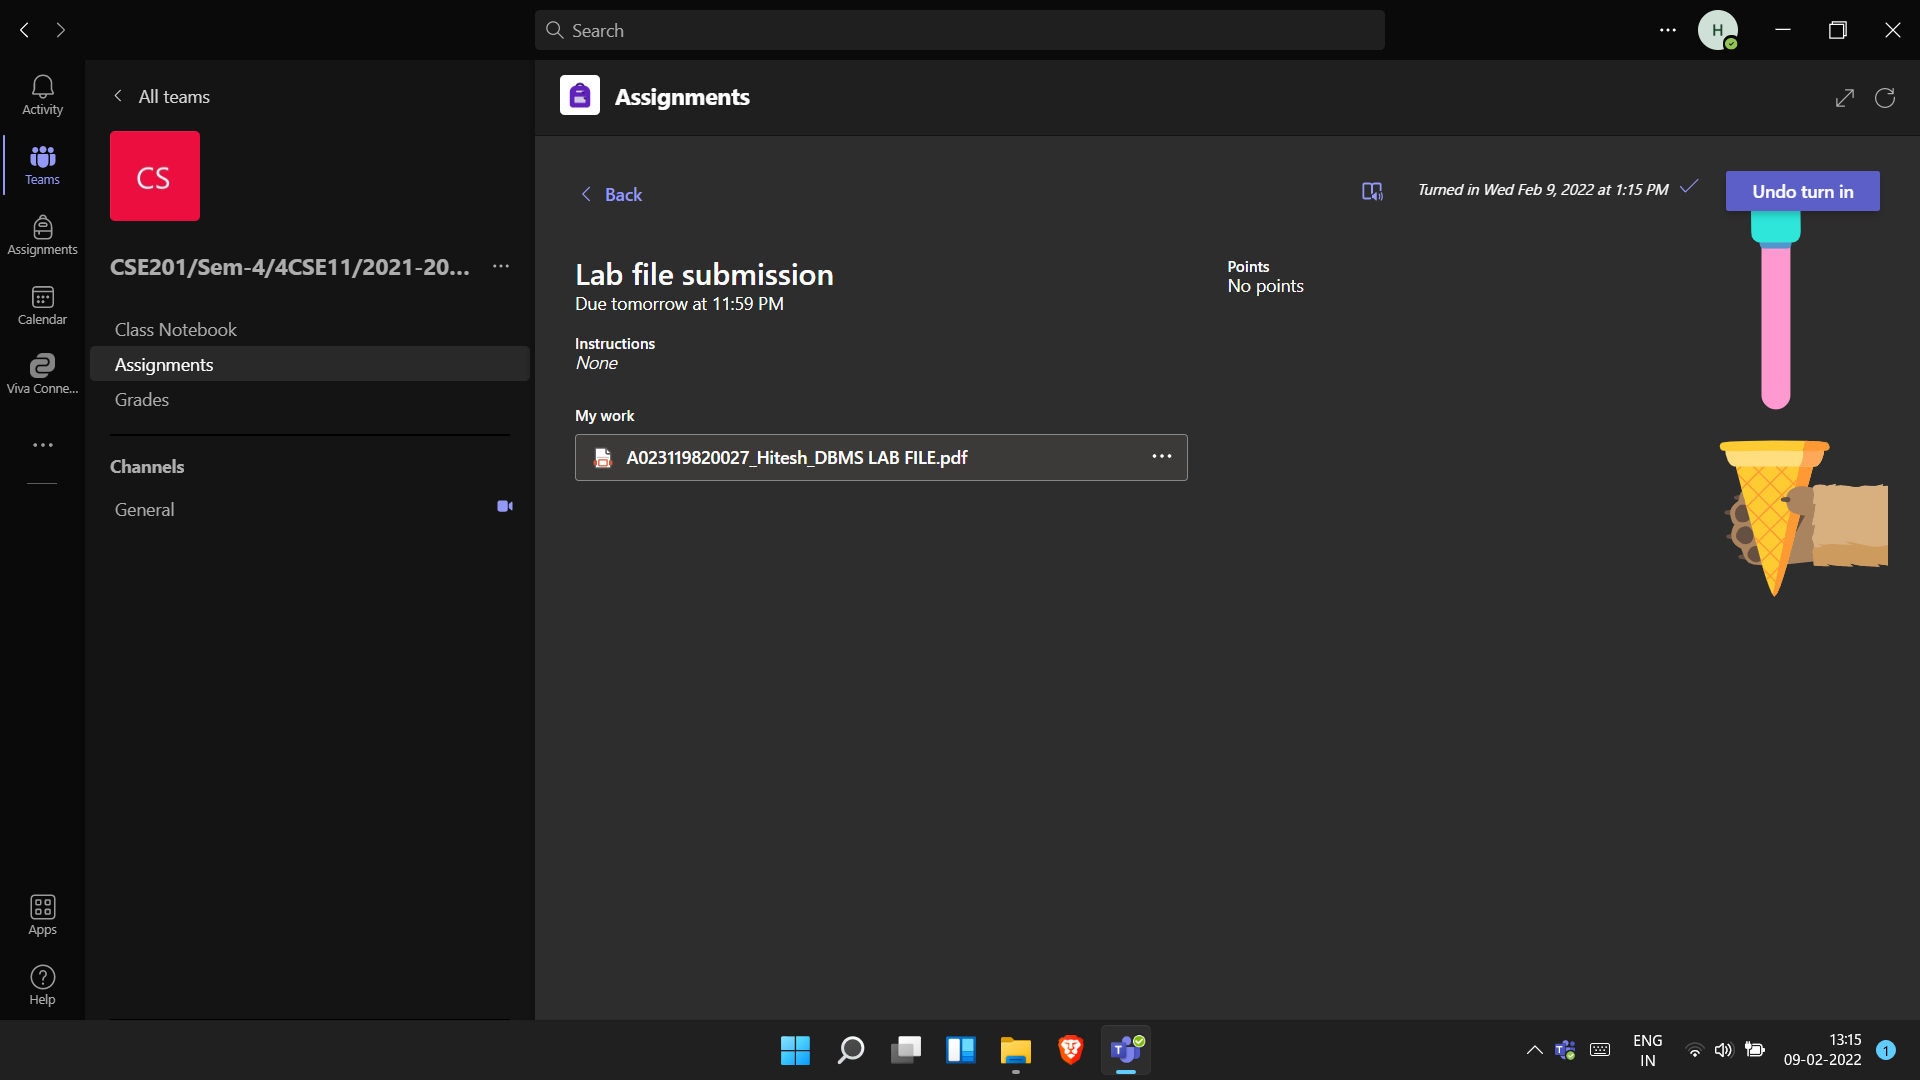 Search
H
Activity
Teams
Assignments
Calendar
Viva Conne...
Apps
Help
All teams
CS
CSE201/Sem-4/4CSE11/2021-20...
Class Notebook
Assignments
Grades
Channels
General
Assignments
Back
Turned in Wed Feb 9, 2022 at 1:15 PM
Undo turn in
Lab file submission
Due tomorrow at 11:59 PM
Points
No points
Instructions
None
My work
A023119820027_Hitesh_DBMS LAB FILE.pdf
ENG
IN
13:15
09-02-2022
1